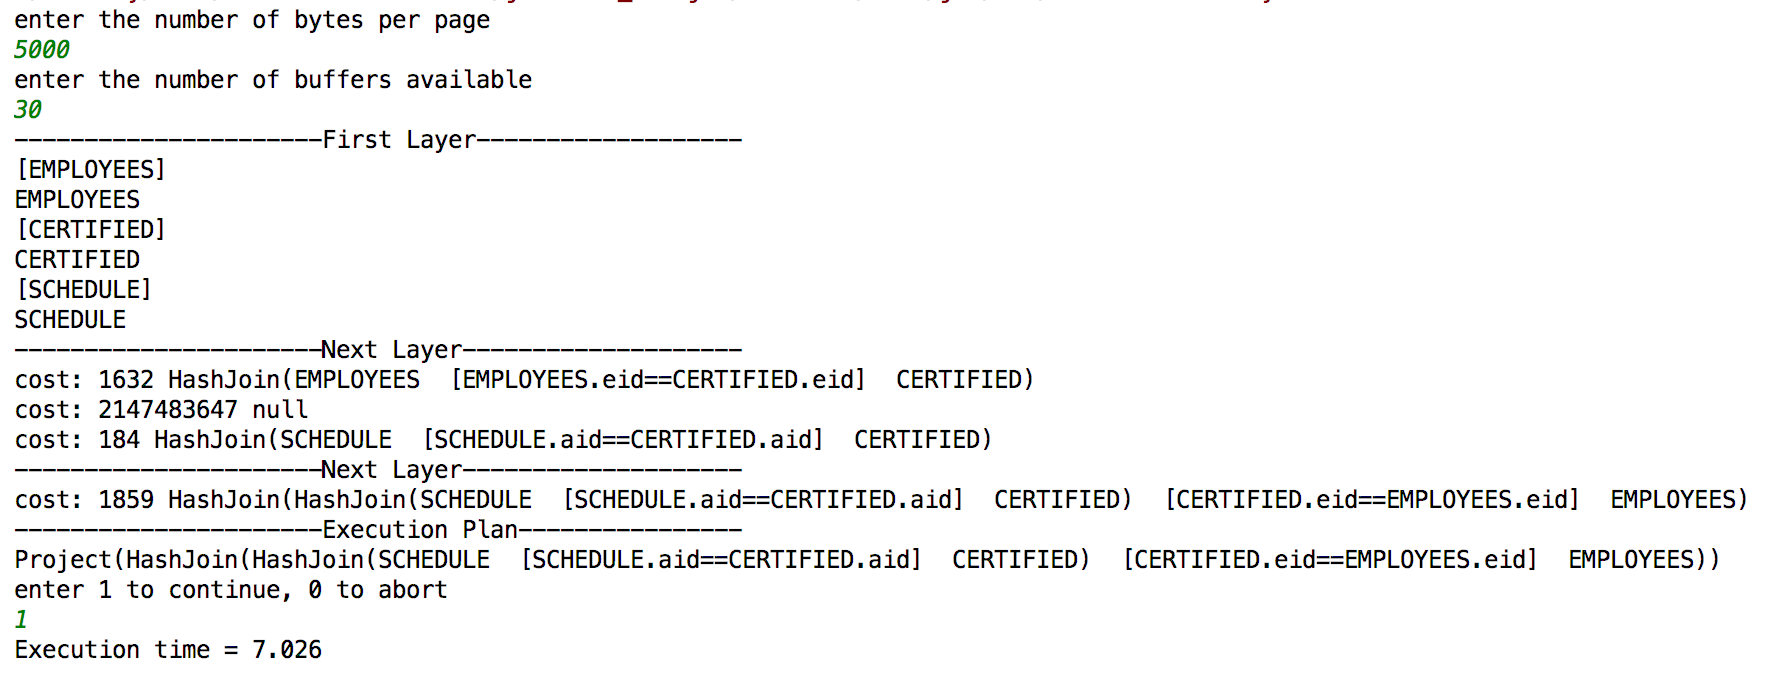 enter the number of bytes per page
5000
enter the number of buffers available
30
----------------------First Layer-------------------
[EMPLOYEES]
EMPLOYEES
[CERTIFIED]
CERTIFIED
[SCHEDULE]
SCHEDULE
----------------------Next Layer--------------------
cost: 1632 HashJoin(EMPLOYEES  [EMPLOYEES.eid==CERTIFIED.eid]  CERTIFIED)
cost: 2147483647 null
cost: 184 HashJoin(SCHEDULE  [SCHEDULE.aid==CERTIFIED.aid]  CERTIFIED)
----------------------Next Layer--------------------
cost: 1859 HashJoin(HashJoin(SCHEDULE  [SCHEDULE.aid==CERTIFIED.aid]  CERTIFIED)  [CERTIFIED.eid==EMPLOYEES.eid]  EMPLOYEES)
----------------------Execution Plan----------------
Project(HashJoin(HashJoin(SCHEDULE  [SCHEDULE.aid==CERTIFIED.aid]  CERTIFIED)  [CERTIFIED.eid==EMPLOYEES.eid]  EMPLOYEES))
enter 1 to continue, 0 to abort
1
Execution time = 7.026